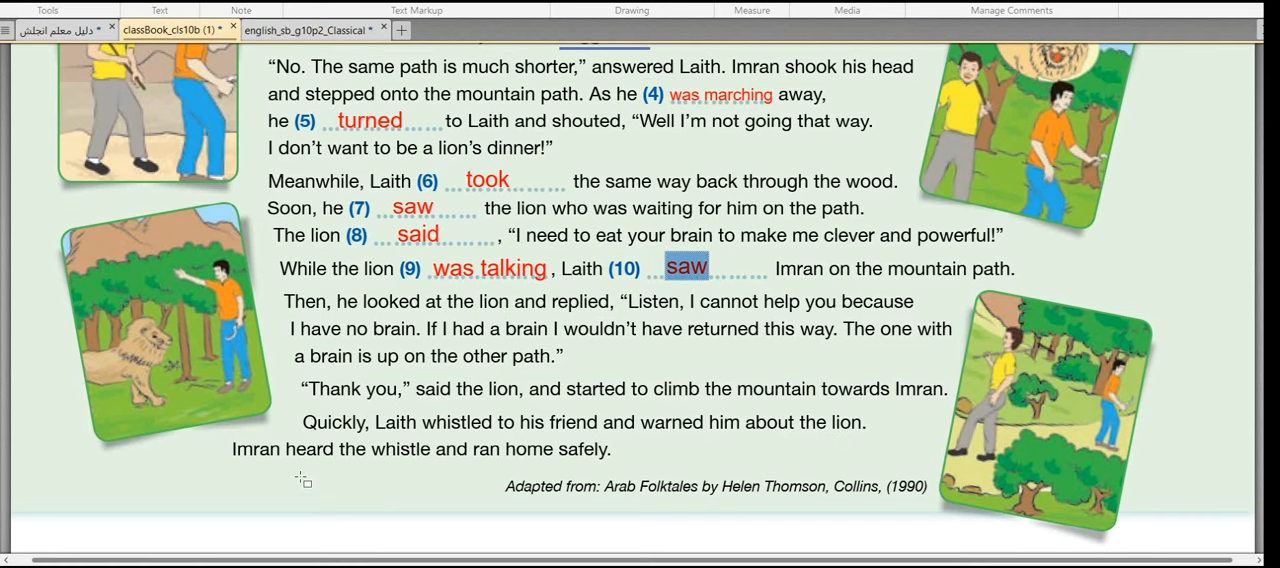 Tools Text Note Text Markup Drawing Measure Media Manage Comments
دليل معلم انجلش * × classBook_cls10b (1) * × english_sb_g10p2_Classical * × +
“No. The same path is much shorter,” answered Laith. Imran shook his head
and stepped onto the mountain path. As he (4) was marching away,
he (5) turned to Laith and shouted, “Well I’m not going that way.
I don’t want to be a lion’s dinner!”
Meanwhile, Laith (6) took the same way back through the wood.
Soon, he (7) saw the lion who was waiting for him on the path.
The lion (8) said, “I need to eat your brain to make me clever and powerful!”
While the lion (9) was talking, Laith (10) saw Imran on the mountain path.
Then, he looked at the lion and replied, “Listen, I cannot help you because
I have no brain. If I had a brain I wouldn’t have returned this way. The one with
a brain is up on the other path.”
“Thank you,” said the lion, and started to climb the mountain towards Imran.
Quickly, Laith whistled to his friend and warned him about the lion.
Imran heard the whistle and ran home safely.
Adapted from: Arab Folktales by Helen Thomson, Collins, (1990)